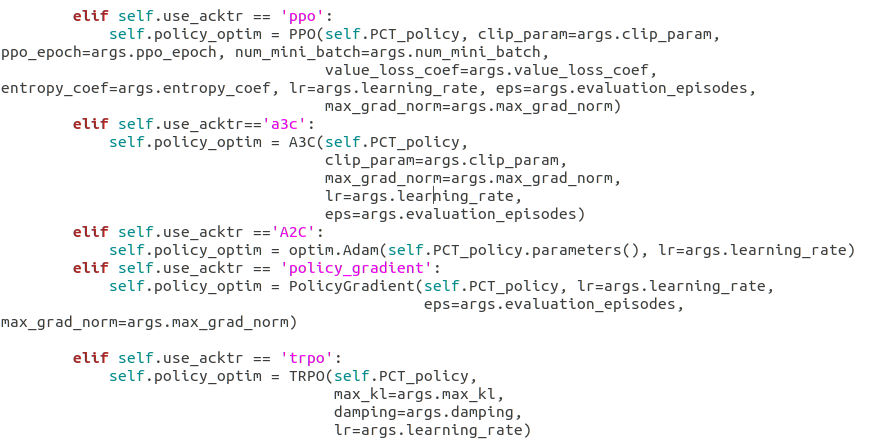 elif self.use_acktr == 'ppo':
self.policy_optim = PPO(self.PCT_policy, clip_param=args.clip_param,
ppo_epoch=args.ppo_epoch, num_mini_batch=args.num_mini_batch,
value_loss_coef=args.value_loss_coef,
entropy_coef=args.entropy_coef, lr=args.learning_rate, eps=args.evaluation_episodes,
max_grad_norm=args.max_grad_norm)
elif self.use_acktr=='a3c':
self.policy_optim = A3C(self.PCT_policy,
clip_param=args.clip_param,
max_grad_norm=args.max_grad_norm,
lr=args.learning_rate,
eps=args.evaluation_episodes)
elif self.use_acktr =='A2C':
self.policy_optim = optim.Adam(self.PCT_policy.parameters(), lr=args.learning_rate)
elif self.use_acktr == 'policy_gradient':
self.policy_optim = PolicyGradient(self.PCT_policy, lr=args.learning_rate,
eps=args.evaluation_episodes,
max_grad_norm=args.max_grad_norm)
elif self.use_acktr == 'trpo':
self.policy_optim = TRPO(self.PCT_policy,
max_kl=args.max_kl,
damping=args.damping,
lr=args.learning_rate)